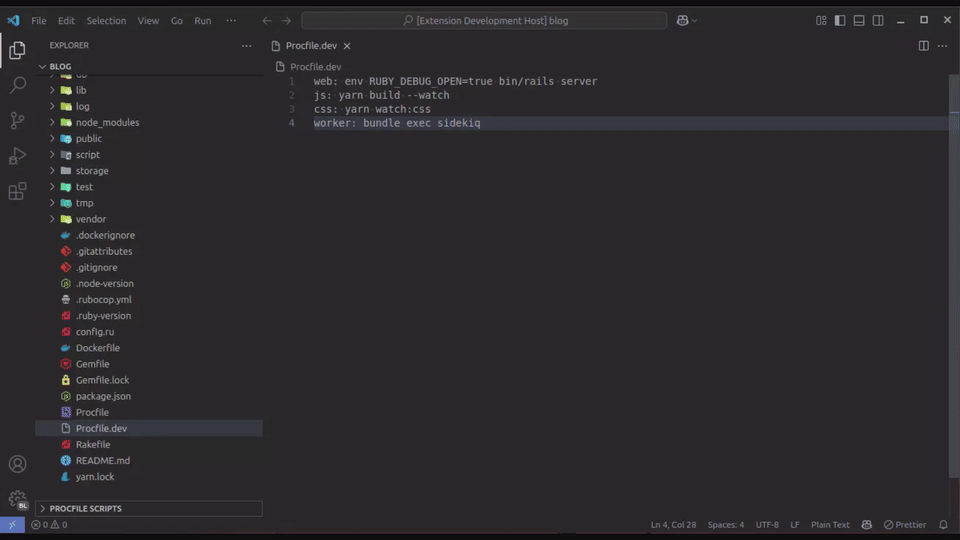 File Edit Selection View Go Run ···
[Extension Development Host] blog
EXPLORER
Procfile.dev
BLOG
Procfile.dev
lib
log
node_modules
public
script
storage
test
tmp
vendor
.dockerignore
.gitattributes
.gitignore
.node-version
.rubocop.yml
.ruby-version
config.ru
Dockerfile
Gemfile
Gemfile.lock
package.json
Procfile
Procfile.dev
Rakefile
README.md
yarn.lock
PROCFILE SCRIPTS
1 web: env RUBY_DEBUG_OPEN=true bin/rails server
2 js: yarn build --watch
3 css: yarn watch:css
4 worker: bundle exec sidekiq
BL
0 0 Ln 4, Col 28 Spaces: 4 UTF-8 LF Plain Text Prettier